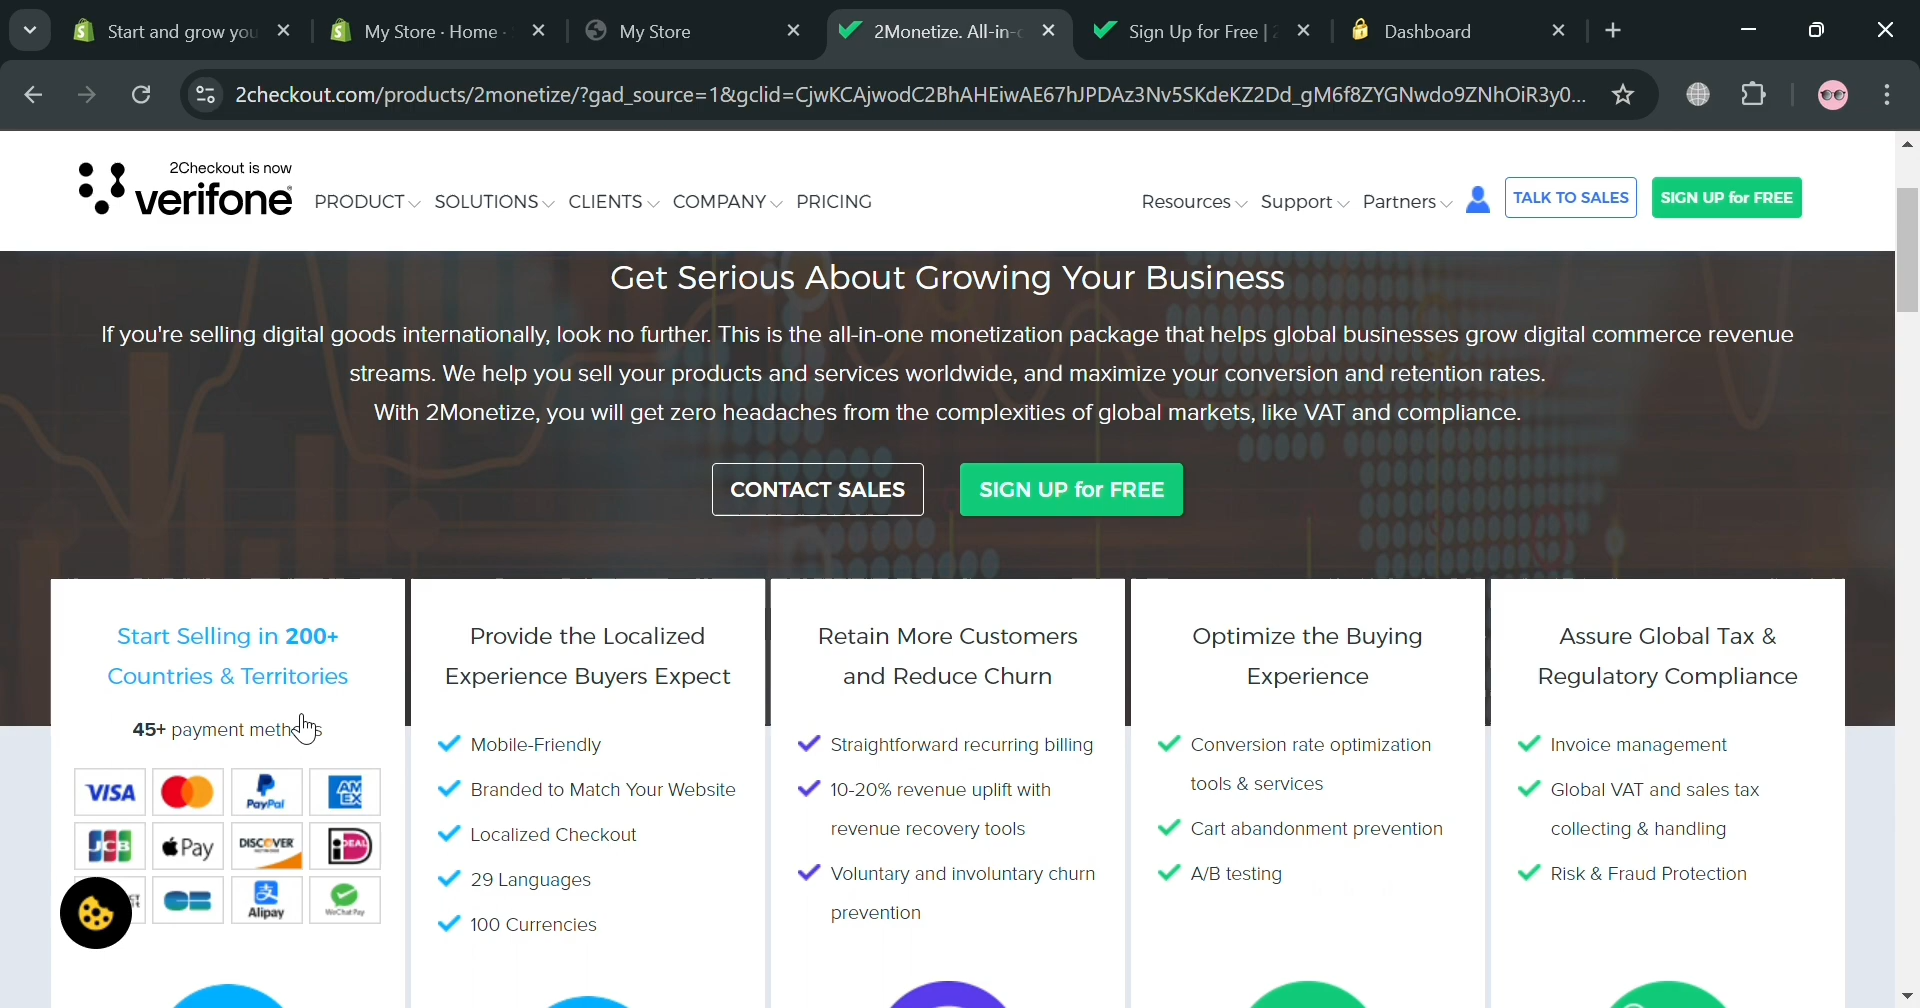 Start and grow you
My Store · Home ·
My Store
2Monetize. All-in-o
Sign Up for Free | 2
Dashboard
2checkout.com/products/2monetize/?gad_source=1&gclid=CjwKCAjwodC2BhAHEiwAE67hJPDAz3Nv5SKdeKZ2Dd_gM6f8ZYGNwdo9ZNhOiR3y0...
2Checkout is now
verifone
PRODUCT SOLUTIONS CLIENTS COMPANY PRICING
Resources Support Partners TALK TO SALES SIGN UP for FREE
Get Serious About Growing Your Business
If you're selling digital goods internationally, look no further. This is the all-in-one monetization package that helps global businesses grow digital commerce revenue
streams. We help you sell your products and services worldwide, and maximize your conversion and retention rates.
With 2Monetize, you will get zero headaches from the complexities of global markets, like VAT and compliance.
CONTACT SALES
SIGN UP for FREE
Start Selling in 200+
Countries & Territories
45+ payment methods
VISA
PayPal
AM
EX
JCB
Pay
DISCOVER
iDEAL
Alipay
WeChat Pay
Provide the Localized
Experience Buyers Expect
Mobile-Friendly
Branded to Match Your Website
Localized Checkout
29 Languages
100 Currencies
Retain More Customers
and Reduce Churn
Straightforward recurring billing
10-20% revenue uplift with
revenue recovery tools
Voluntary and involuntary churn
prevention
Optimize the Buying
Experience
Conversion rate optimization
tools & services
Cart abandonment prevention
A/B testing
Assure Global Tax &
Regulatory Compliance
Invoice management
Global VAT and sales tax
collecting & handling
Risk & Fraud Protection